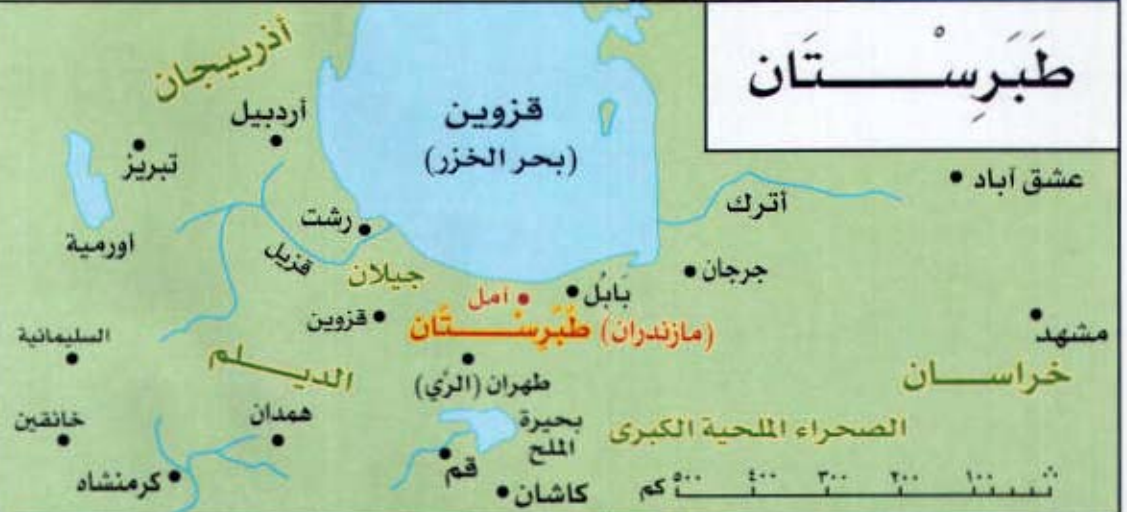 طَبَرِسْتَان
أذربيجان
أردبيل
تبريز
أورمية
قزوين
(بحر الخزر)
عشق آباد
أترك
رشت
قزيل
جيلان
جرجان
بَابُل
آمل
قزوين
طَبَرِسْتَان (مازندران)
مشهد
السليمانية
الديلم
طهران (الرَّي)
خراسان
خانقين
همدان
بحيرة
الملح
الصحراء الملحية الكبرى
كرمنشاه
قم
كاشان
كم ٥٠٠ ٤٠٠ ٣٠٠ ٢٠٠ ١٠٠